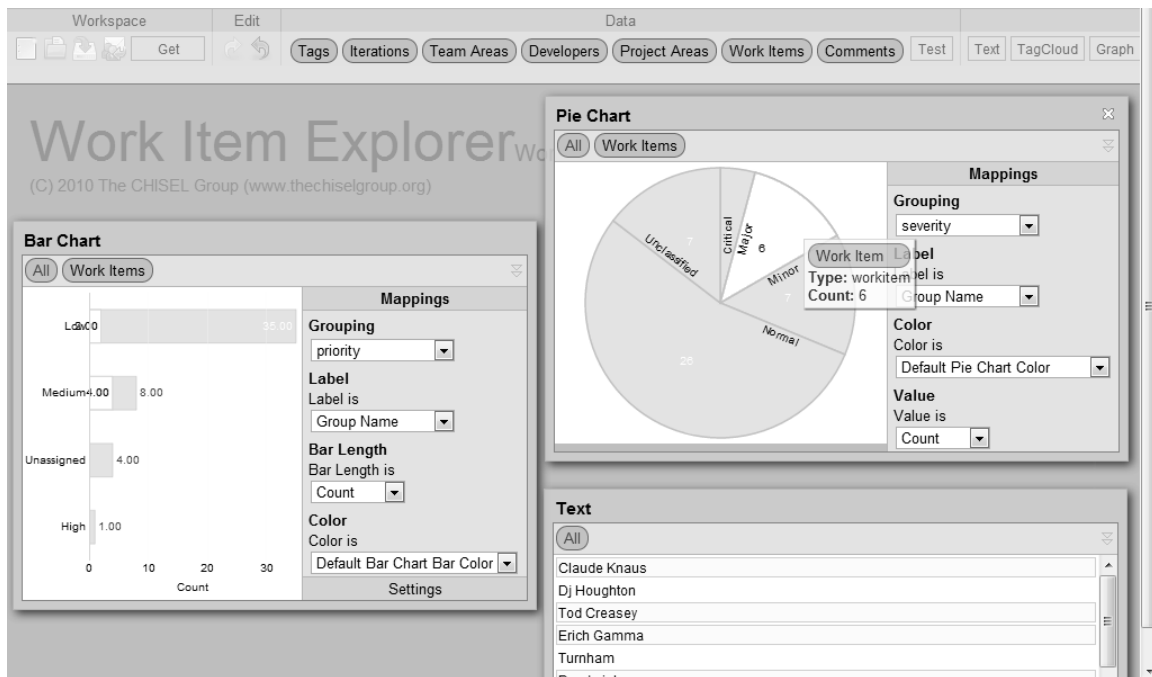 Workspace Edit Data
Get Tags Iterations Team Areas Developers Project Areas Work Items Comments Test Text TagCloud Graph
Work Item Explorer
(C) 2010 The CHISEL Group (www.thechiselgroup.org)
Bar Chart
All Work Items
Low 2.00 35.00
Medium 4.00 8.00
Unassigned 4.00
High 1.00
0 10 20 30
Count
Mappings
Grouping
priority
Label
Label is
Group Name
Bar Length
Bar Length is
Count
Color
Color is
Default Bar Chart Bar Color
Settings
Pie Chart
All Work Items
Unclassified 7
Critical
Major 6
Minor 7
Normal 26
Work Item
Type: workitem
Count: 6
Mappings
Grouping
severity
Label
Label is
Group Name
Color
Color is
Default Pie Chart Color
Value
Value is
Count
Text
All
Claude Knaus
Dj Houghton
Tod Creasey
Erich Gamma
Turnham